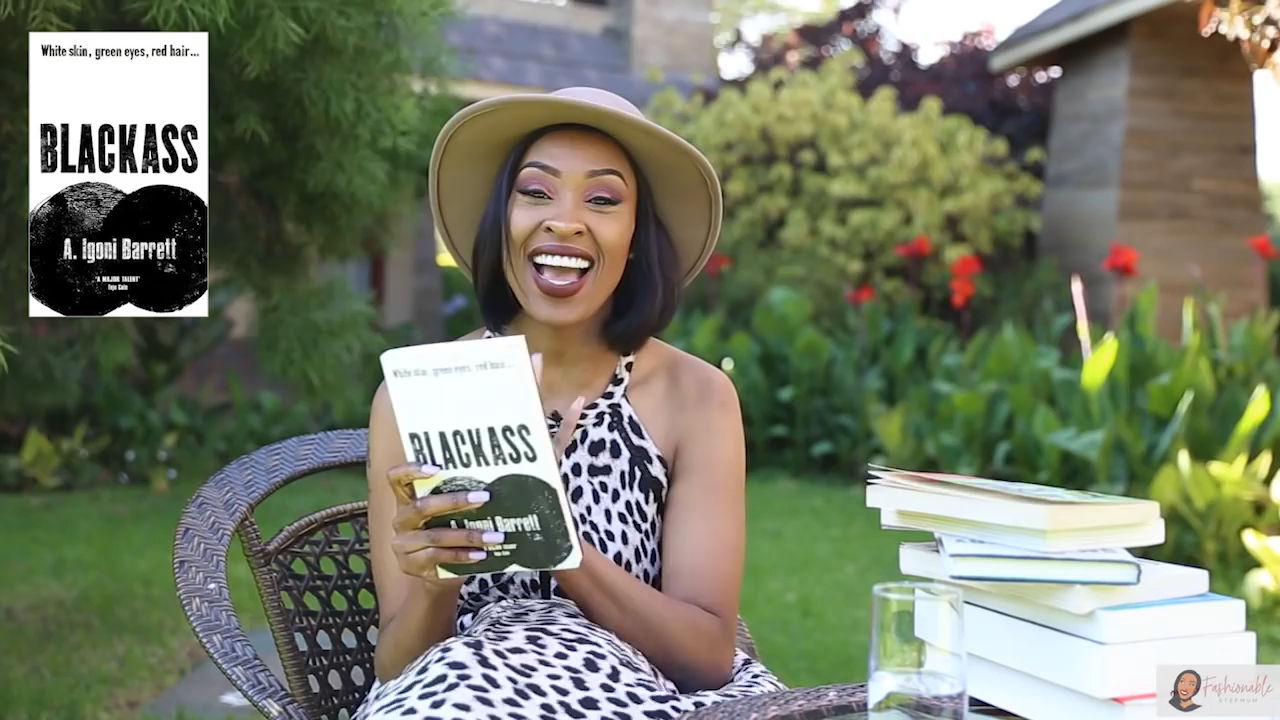 White skin, green eyes, red hair...
BLACKASS
A. Igoni Barrett
'A MAJOR TALENT'
Teju Cole
White skin, green eyes, red hair...
BLACKASS
A. Igoni Barrett
Fashionable
STEPMUM